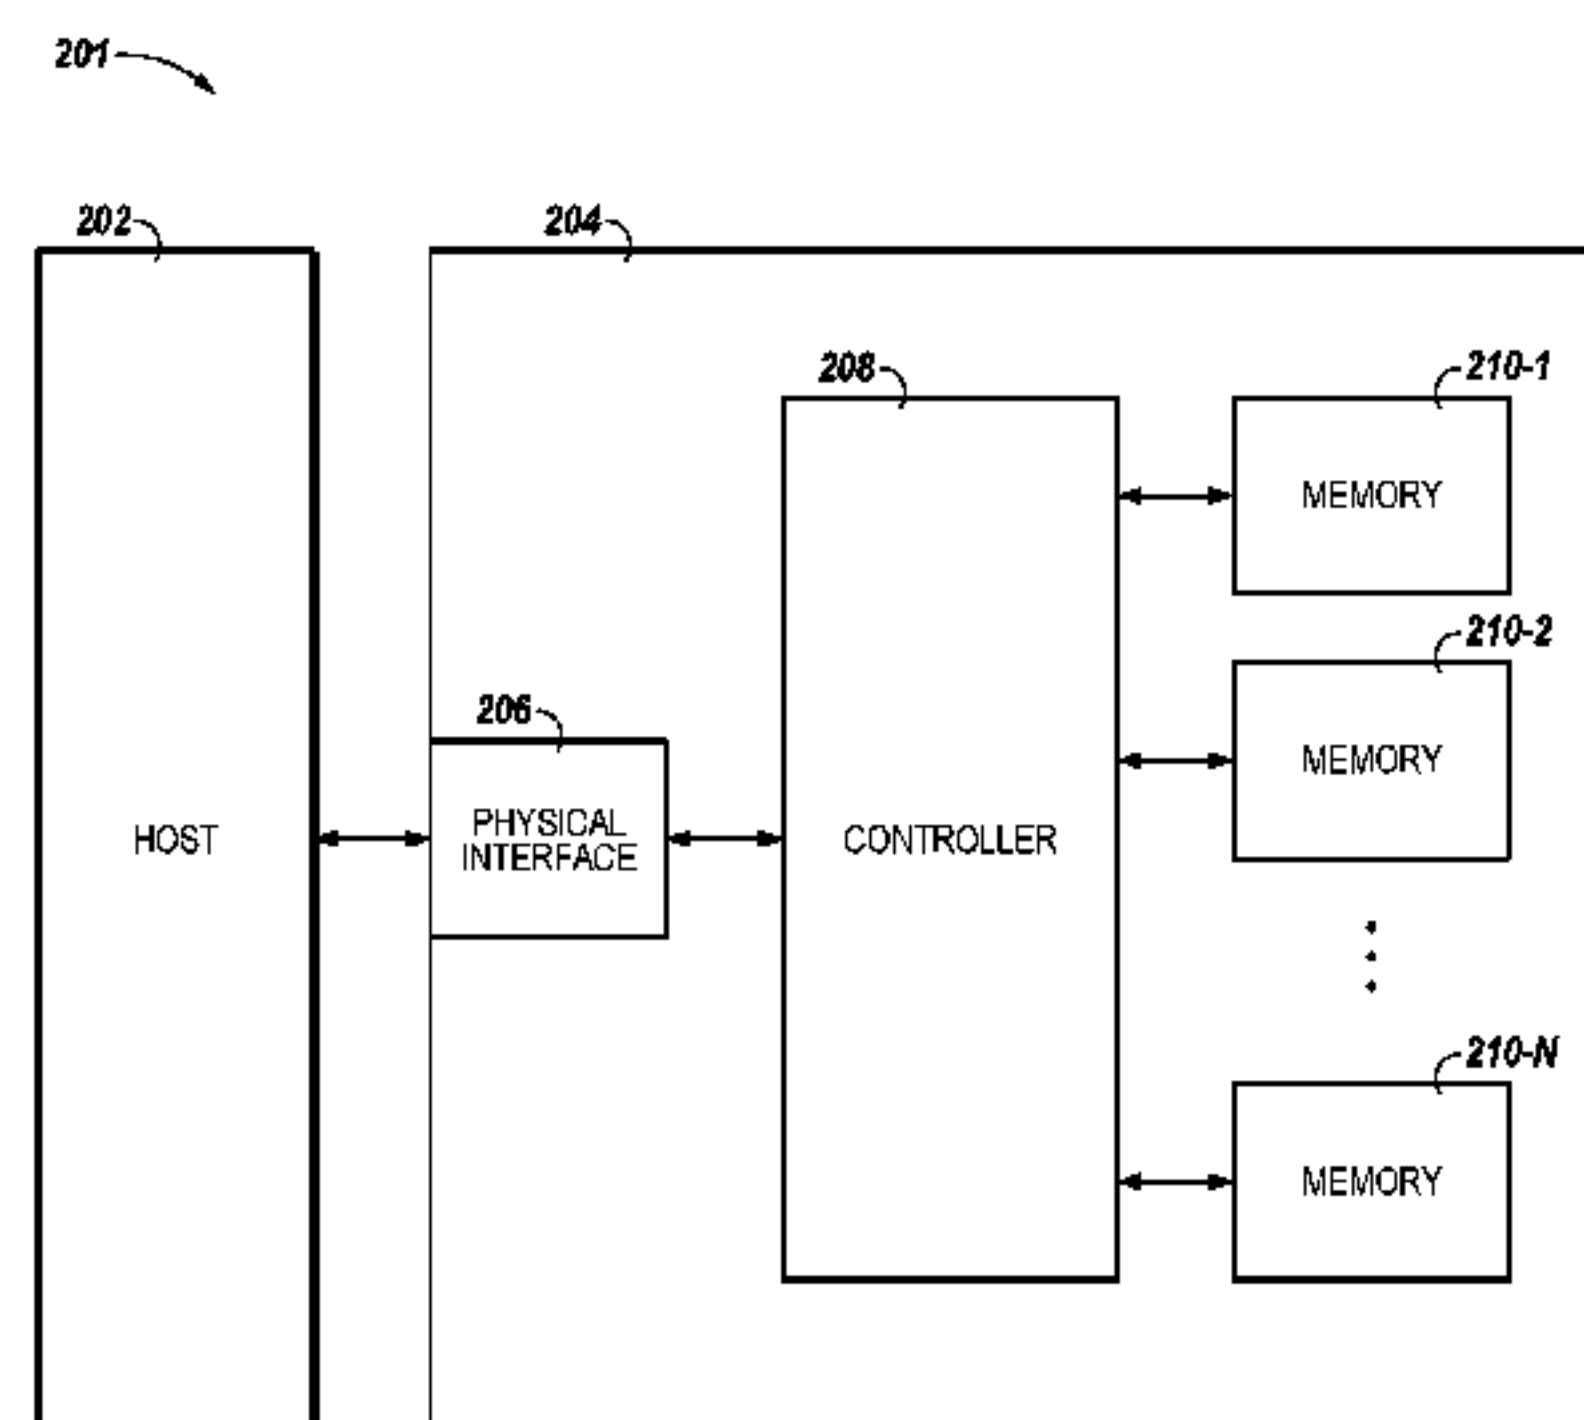 201
202
204
208
210-1
MEMORY
210-2
206
MEMORY
HOST
PHYSICAL
INTERFACE
CONTROLLER
210-N
MEMORY